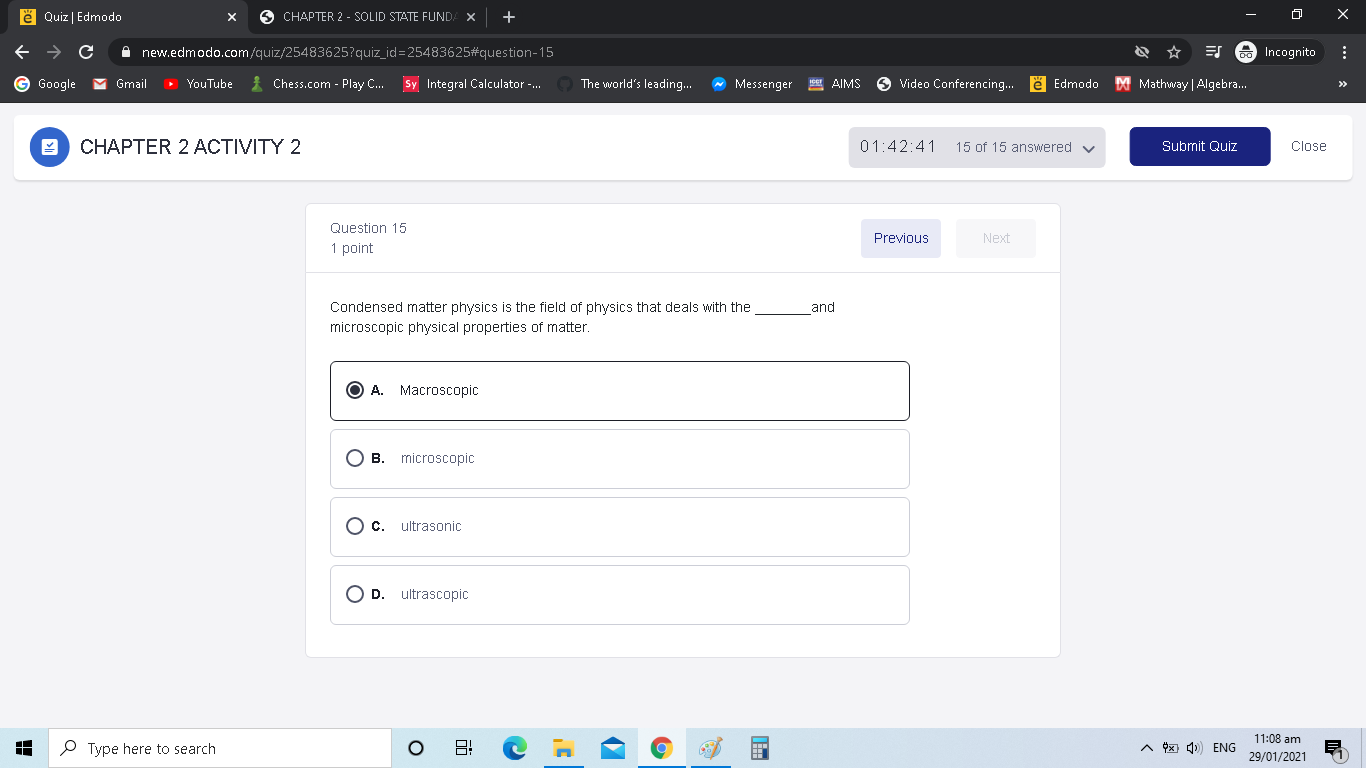 Quiz | Edmodo
CHAPTER 2 - SOLID STATE FUNDA
new.edmodo.com/quiz/25483625?quiz_id=25483625#question-15
Incognito
Google
Gmail
YouTube
Chess.com - Play C...
Sy
Integral Calculator -...
The world's leading...
Messenger
AIMS
Video Conferencing...
Edmodo
Mathway | Algebra...
»
CHAPTER 2 ACTIVITY 2
01:42:41 15 of 15 answered
Submit Quiz
Close
Question 15
1 point
Previous
Next
Condensed matter physics is the field of physics that deals with the ________and
microscopic physical properties of matter.
A. Macroscopic
B. microscopic
C. ultrasonic
D. ultrascopic
Type here to search
ENG
11:08 am
29/01/2021
1